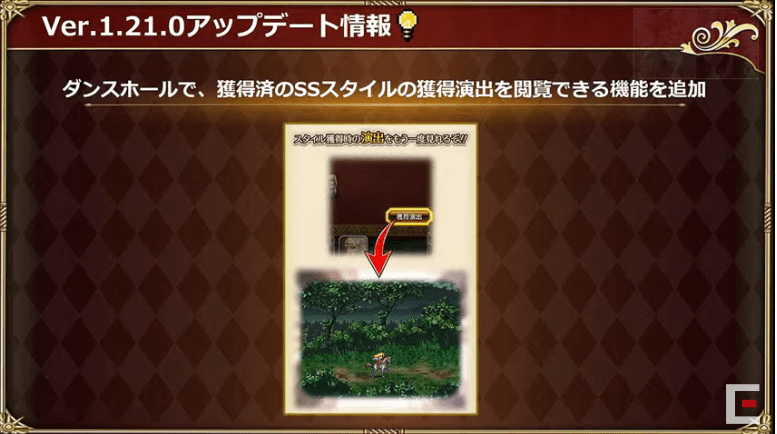 Ver.1.21.0アップデート情報
ダンスホールで、獲得済のSSスタイルの獲得演出を閲覧できる機能を追加
スタイル獲得時の演出をもう一度見れるぞ!!
獲得演出